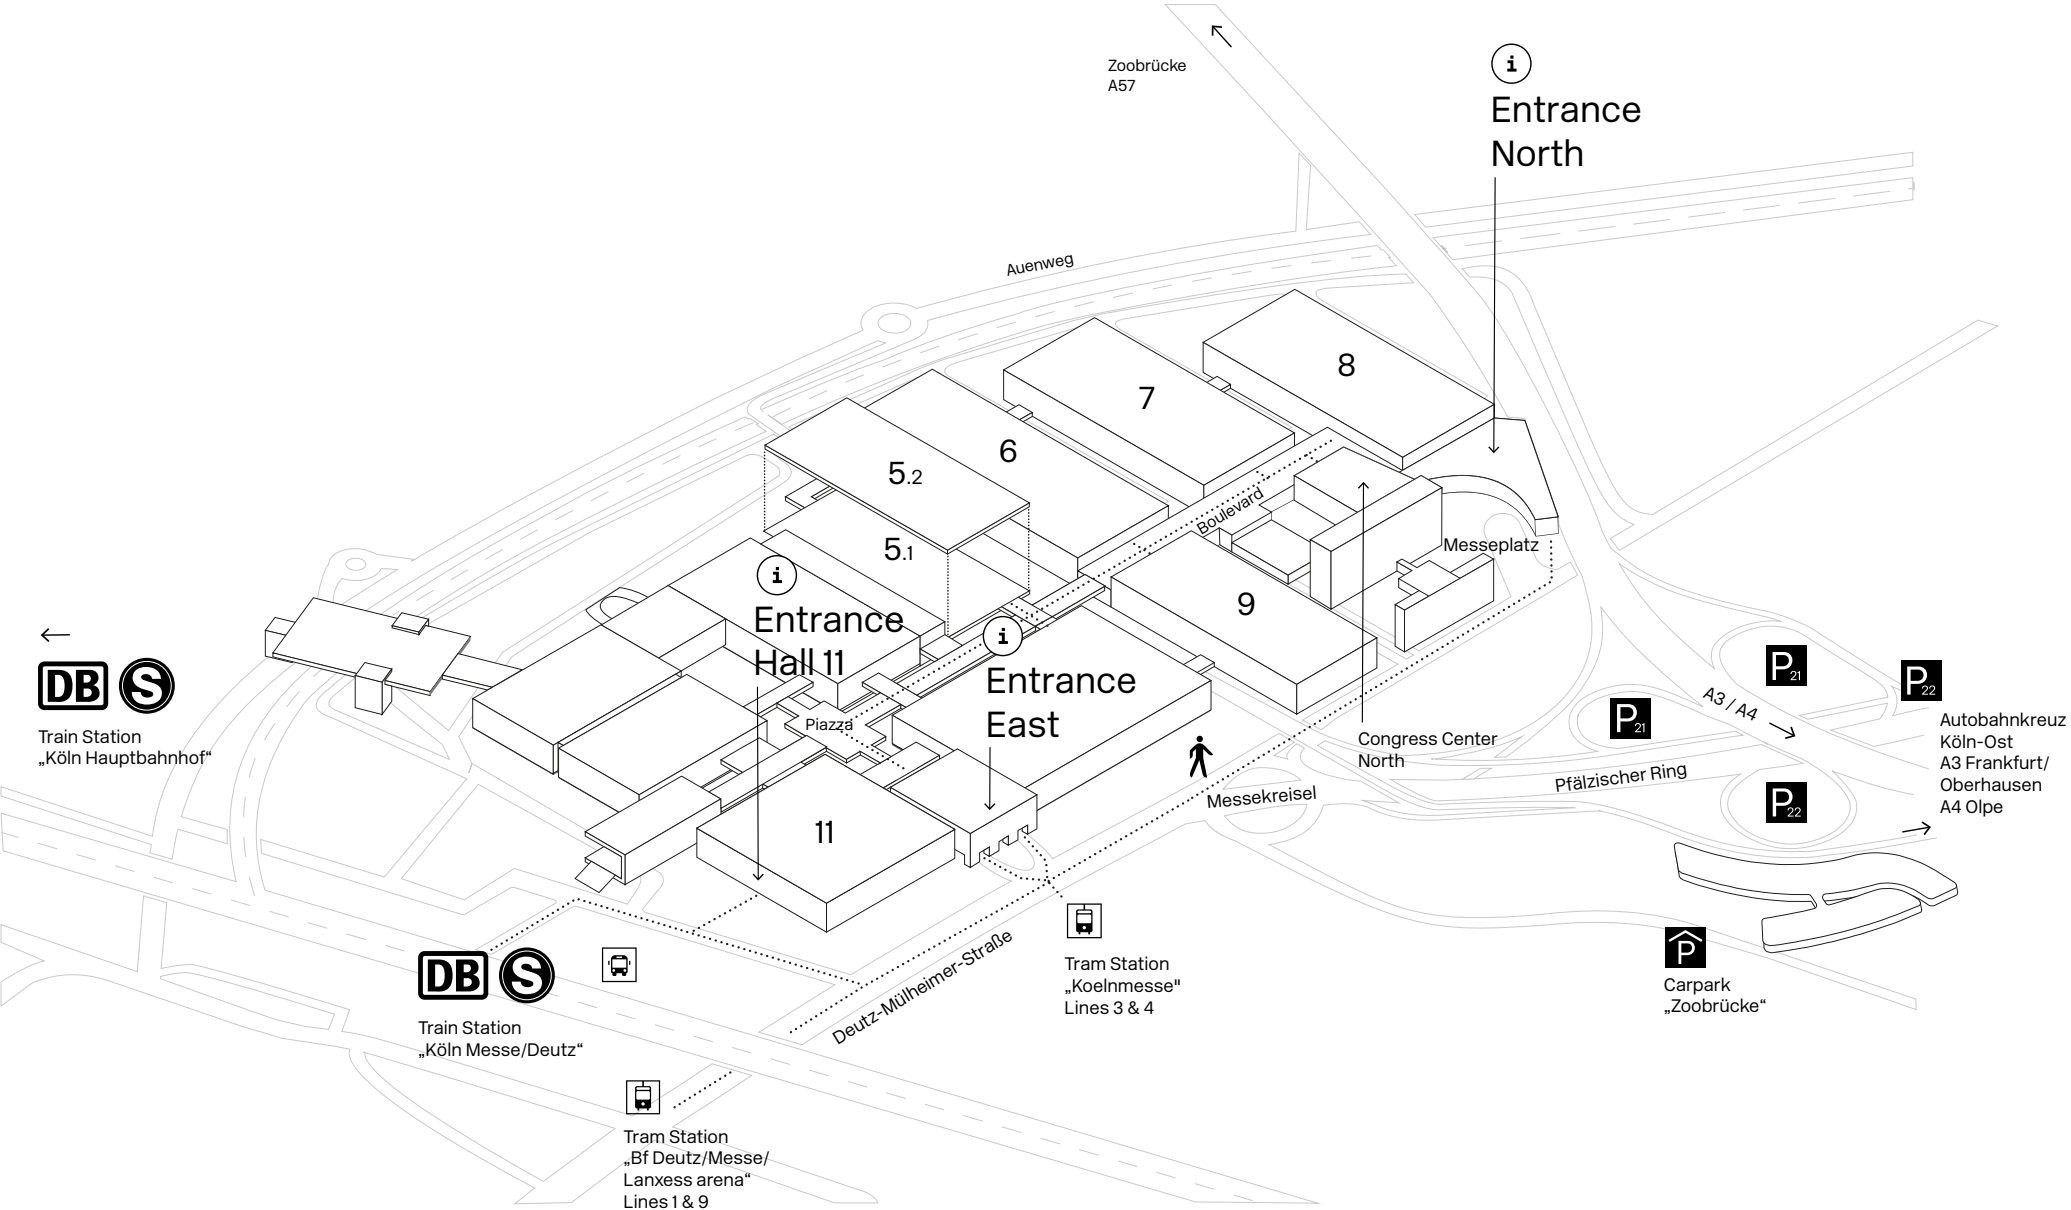 Zoobrücke
A57
i
Entrance
North
Auenweg
8
7
6
5.2
5.1
Boulevard
Messeplatz
9
i
Entrance
Hall 11
i
Entrance
East
Piazza
11
DB S
Train Station
„Köln Hauptbahnhof“
P21
P22
P21
A3 / A4
Autobahnkreuz
Köln-Ost
A3 Frankfurt/
Oberhausen
A4 Olpe
Congress Center
North
Pfälzischer Ring
Messekreisel
P22
P
Carpark
„Zoobrücke“
Tram Station
„Koelnmesse"
Lines 3 & 4
Deutz-Mülheimer-Straße
DB S
Train Station
„Köln Messe/Deutz“
Tram Station
„Bf Deutz/Messe/
Lanxess arena“
Lines 1 & 9